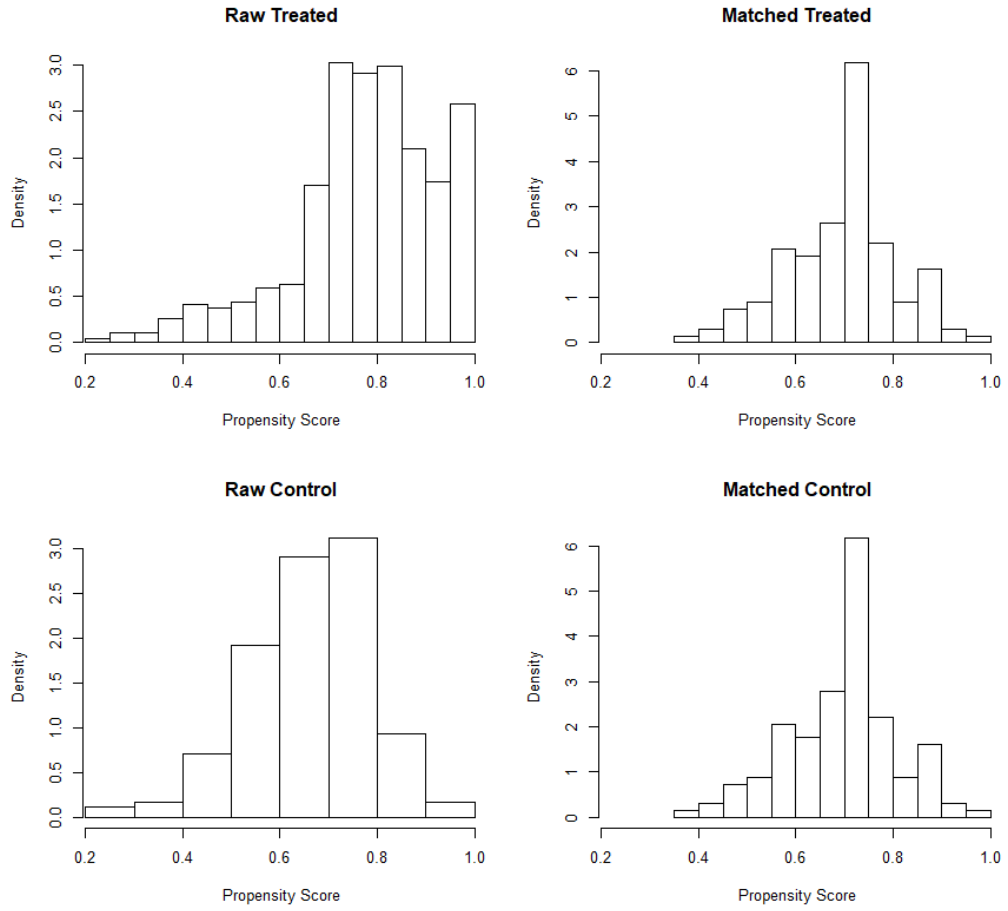 Raw Treated
Density
0.0 0.5 1.0 1.5 2.0 2.5 3.0
0.2 0.4 0.6 0.8 1.0
Propensity Score
Matched Treated
Density
0 1 2 3 4 5 6
0.2 0.4 0.6 0.8 1.0
Propensity Score
Raw Control
Density
0.0 0.5 1.0 1.5 2.0 2.5 3.0
0.2 0.4 0.6 0.8 1.0
Propensity Score
Matched Control
Density
0 1 2 3 4 5 6
0.2 0.4 0.6 0.8 1.0
Propensity Score